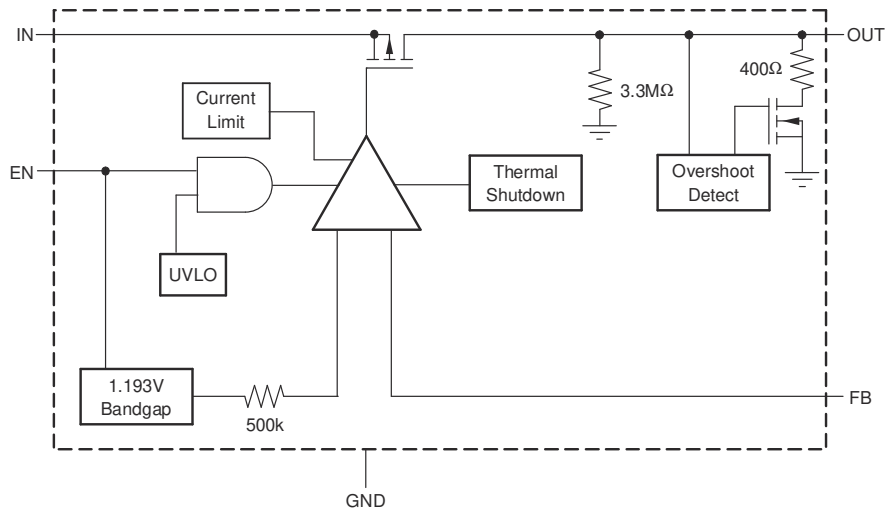 IN
OUT
400Ω
3.3MΩ
Current
Limit
EN
Thermal
Shutdown
Overshoot
Detect
UVLO
1.193V
Bandgap
500k
FB
GND